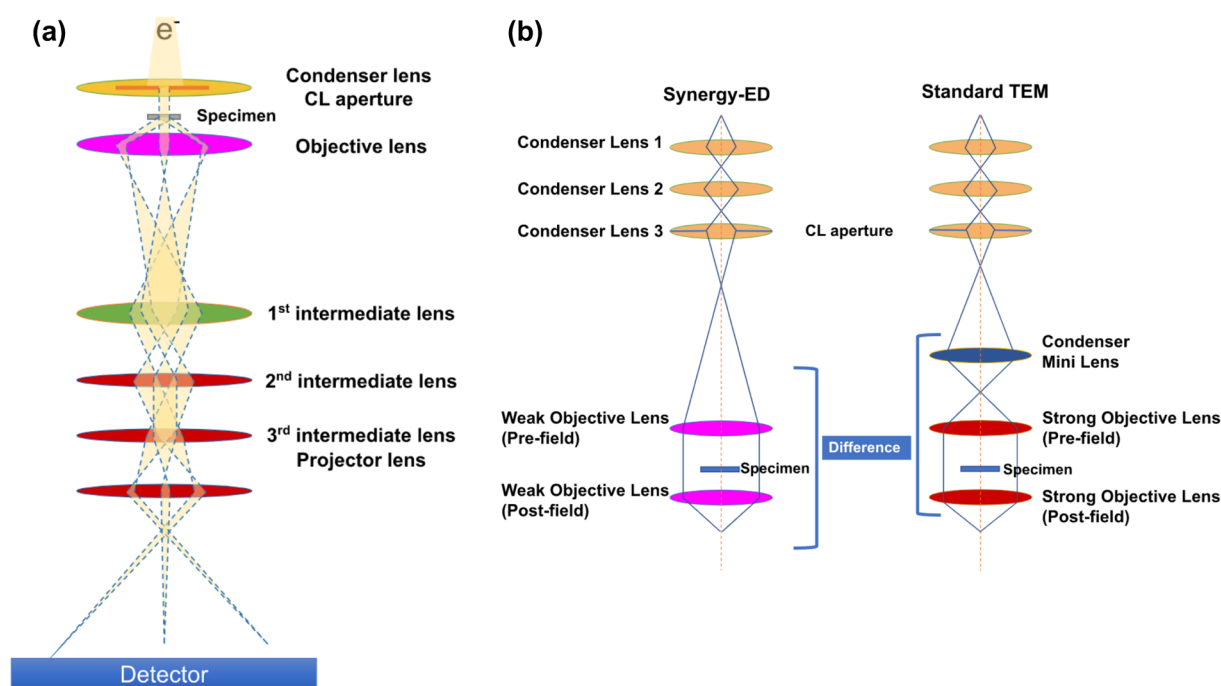 (a)
e-
Condenser lens
CL aperture
Specimen
Objective lens
1st intermediate lens
2nd intermediate lens
3rd intermediate lens
Projector lens
Detector
(b)
Synergy-ED
Standard TEM
Condenser Lens 1
Condenser Lens 2
Condenser Lens 3
CL aperture
Condenser
Mini Lens
Weak Objective Lens
(Pre-field)
Strong Objective Lens
(Pre-field)
Difference
Specimen
Specimen
Weak Objective Lens
(Post-field)
Strong Objective Lens
(Post-field)